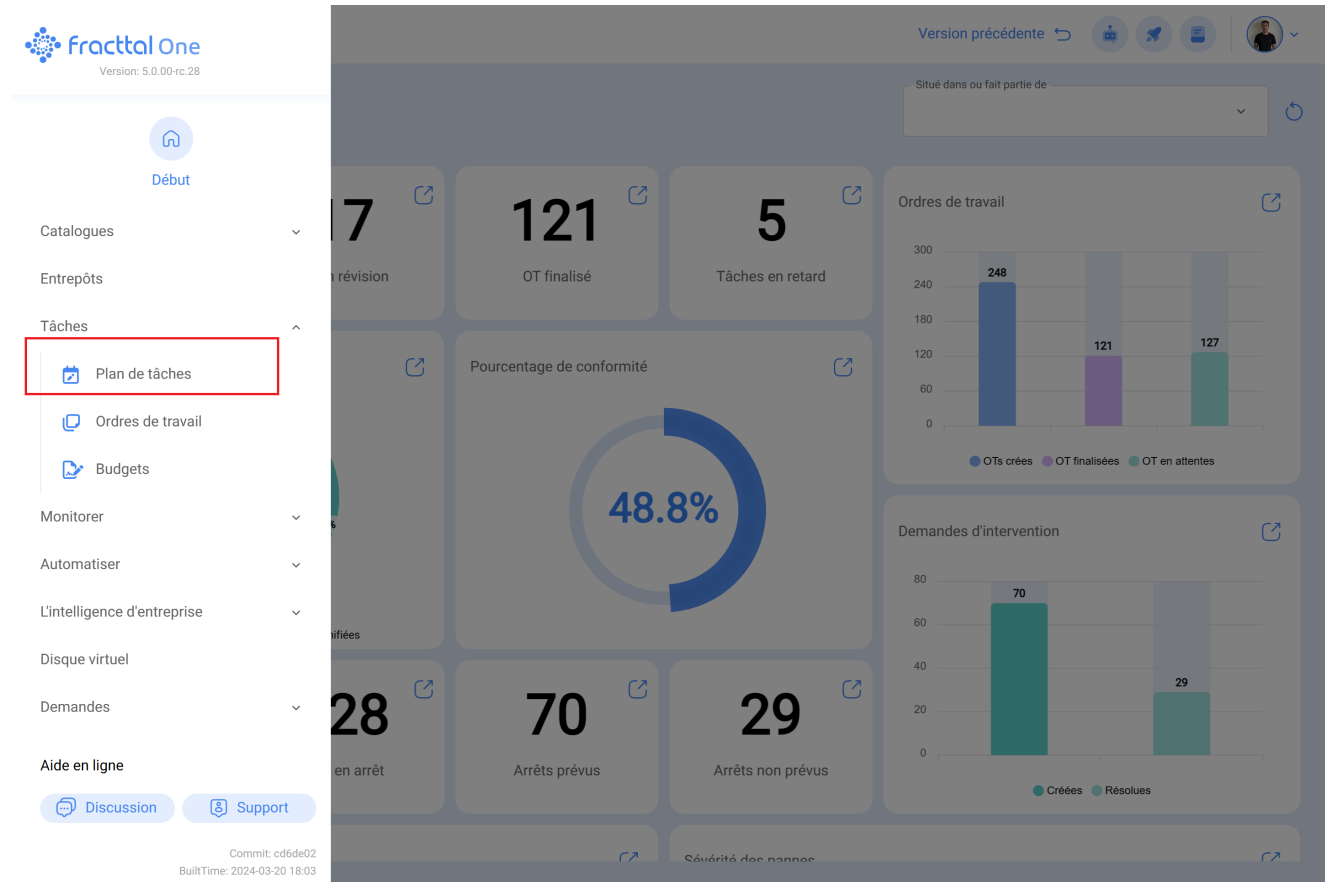 fracttal One
Version: 5.0.00-rc.28
Début
Catalogues
Entrepôts
Tâches
Plan de tâches
Ordres de travail
Budgets
Monitorer
Automatiser
L'intelligence d'entreprise
Disque virtuel
Demandes
Aide en ligne
Discussion
Support
Commit: cd6de02
BuiltTime: 2024-03-20 18:03
Version précédente
Situé dans ou fait partie de
17
révision
121
OT finalisé
5
Tâches en retard
Ordres de travail
300
240
180
120
60
0
248
121
127
OTs crées
OT finalisées
OT en attentes
%
nifiées
Pourcentage de conformité
48.8%
Demandes d'intervention
80
60
40
20
0
70
29
Créées
Résolues
28
en arrêt
70
Arrêts prévus
29
Arrêts non prévus
Sévérité des pannes